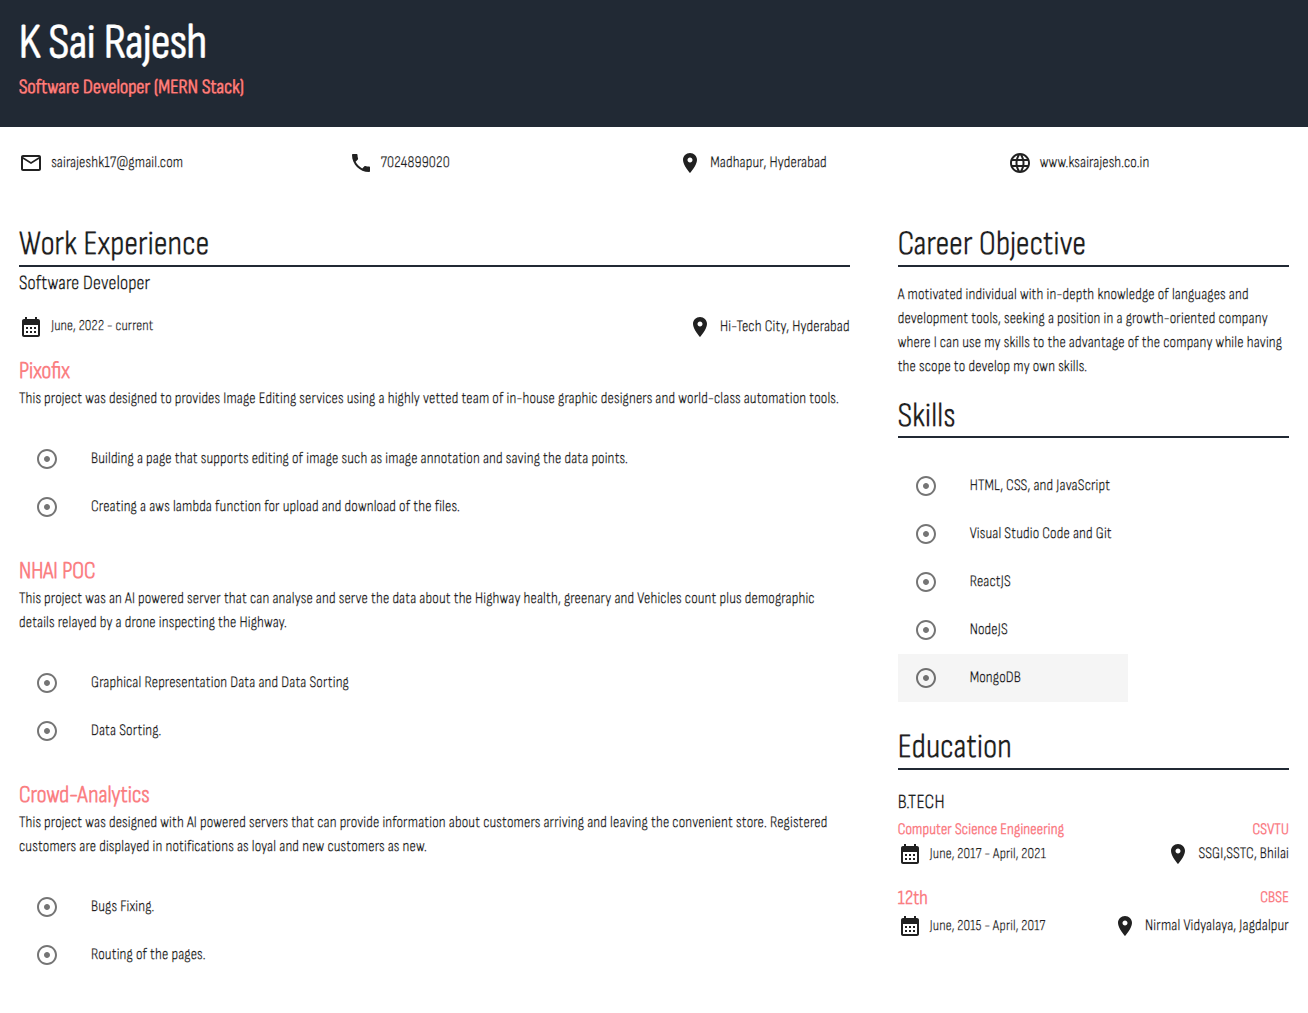 K Sai Rajesh
Software Developer (MERN Stack)
sairajeshk17@gmail.com
7024899020
Madhapur, Hyderabad
www.ksairajesh.co.in
Work Experience
Software Developer
June, 2022 - current
Hi-Tech City, Hyderabad
Pixofix
This project was designed to provides Image Editing services using a highly vetted team of in-house graphic designers and world-class automation tools.
Building a page that supports editing of image such as image annotation and saving the data points.
Creating a aws lambda function for upload and download of the files.
NHAI POC
This project was an AI powered server that can analyse and serve the data about the Highway health, greenary and Vehicles count plus demographic
details relayed by a drone inspecting the Highway.
Graphical Representation Data and Data Sorting
Data Sorting.
Crowd-Analytics
This project was designed with AI powered servers that can provide information about customers arriving and leaving the convenient store. Registered
customers are displayed in notifications as loyal and new customers as new.
Bugs Fixing.
Routing of the pages.
Career Objective
A motivated individual with in-depth knowledge of languages and
development tools, seeking a position in a growth-oriented company
where I can use my skills to the advantage of the company while having
the scope to develop my own skills.
Skills
HTML, CSS, and JavaScript
Visual Studio Code and Git
ReactJS
NodeJS
MongoDB
Education
B.TECH
Computer Science Engineering
CSVTU
June, 2017 - April, 2021
SSGI,SSTC, Bhilai
12th
CBSE
June, 2015 - April, 2017
Nirmal Vidyalaya, Jagdalpur